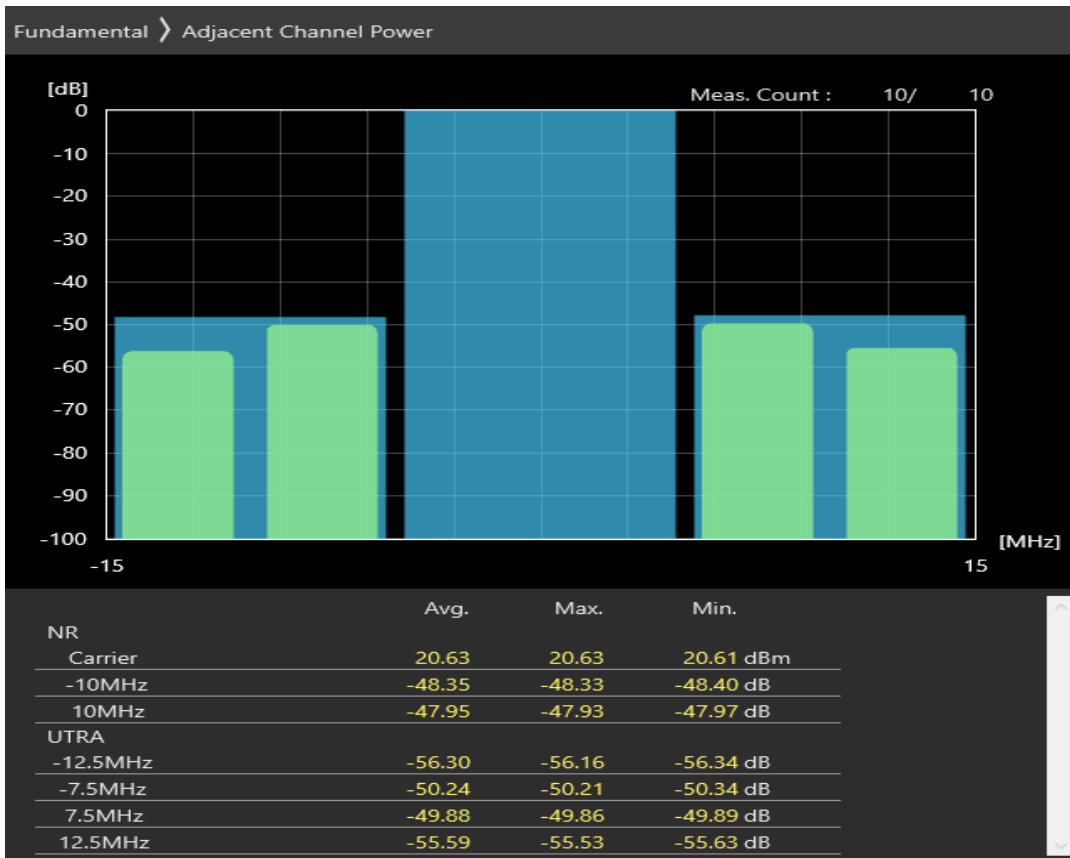 Fundamental 〉 Adjacent Channel Power
[dB]
Meas. Count : 10/ 10
0
-10
-20
-30
-40
-50
-60
-70
-80
-90
-100
[MHz]
-15 15
Avg. Max. Min.
NR
Carrier 20.63 20.63 20.61 dBm
-10MHz -48.35 -48.33 -48.40 dB
10MHz -47.95 -47.93 -47.97 dB
UTRA
-12.5MHz -56.30 -56.16 -56.34 dB
-7.5MHz -50.24 -50.21 -50.34 dB
7.5MHz -49.88 -49.86 -49.89 dB
12.5MHz -55.59 -55.53 -55.63 dB